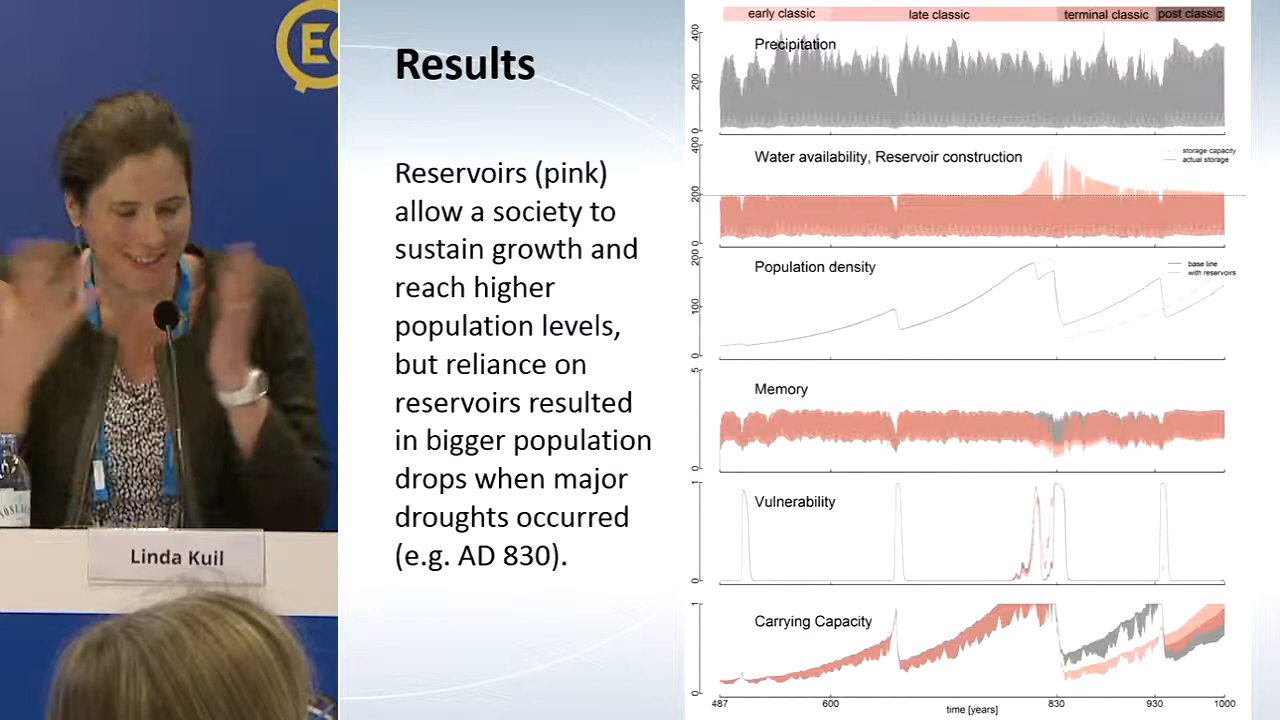 EG
Linda Kuil
Results
Reservoirs (pink)
allow a society to
sustain growth and
reach higher
population levels,
but reliance on
reservoirs resulted
in bigger population
drops when major
droughts occurred
(e.g. AD 830).
early classic late classic terminal classic post classic
Precipitation
400
200
0
Water availability, Reservoir construction
storage capacity
actual storage
400
200
0
Population density
base line
with reservoirs
200
100
0
Memory
5
0
Vulnerability
1
0
Carrying Capacity
1
0
487 600 830 930 1000
time [years]